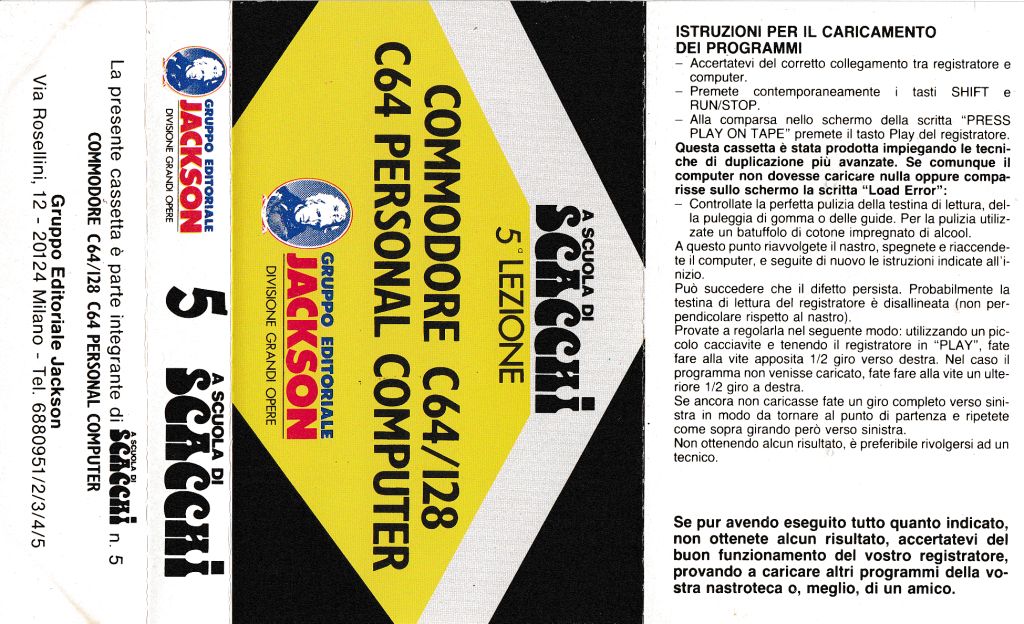 La presente cassetta è parte integrante di A SCUOLA DI SCACCHI n. 5
COMMODORE C64/128 C64 PERSONAL COMPUTER
Gruppo Editoriale Jackson
Via Rosellini, 12 - 20124 Milano - Tel. 6880951/2/3/4/5
GRUPPO EDITORIALE
JACKSON
DIVISIONE GRANDI OPERE
5
A SCUOLA DI
SCACCHI
A SCUOLA DI
SCACCHI
5ª LEZIONE
COMMODORE C64/128
C64 PERSONAL COMPUTER
GRUPPO EDITORIALE
JACKSON
DIVISIONE GRANDI OPERE
ISTRUZIONI PER IL CARICAMENTO
DEI PROGRAMMI
– Accertatevi del corretto collegamento tra registratore e
computer.
– Premete contemporaneamente i tasti SHIFT e
RUN/STOP.
– Alla comparsa nello schermo della scritta “PRESS
PLAY ON TAPE” premete il tasto Play del registratore.
Questa cassetta è stata prodotta impiegando le tecni-
che di duplicazione più avanzate. Se comunque il
computer non dovesse caricare nulla oppure compa-
risse sullo schermo la scritta “Load Error”:
– Controllate la perfetta pulizia della testina di lettura, del-
la puleggia di gomma o delle guide. Per la pulizia utiliz-
zate un batuffolo di cotone impregnato di alcool.
A questo punto riavvolgete il nastro, spegnete e riaccende-
te il computer, e seguite di nuovo le istruzioni indicate all’i-
nizio.
Può succedere che il difetto persista. Probabilmente la
testina di lettura del registratore è disallineata (non per-
pendicolare rispetto al nastro).
Provate a regolarla nel seguente modo: utilizzando un pic-
colo cacciavite e tenendo il registratore in “PLAY”, fate
fare alla vite apposita 1/2 giro verso destra. Nel caso il
programma non venisse caricato, fate fare alla vite un ulte-
riore 1/2 giro a destra.
Se ancora non caricasse fate un giro completo verso sini-
stra in modo da tornare al punto di partenza e ripetete
come sopra girando però verso sinistra.
Non ottenendo alcun risultato, è preferibile rivolgersi ad un
tecnico.
Se pur avendo eseguito tutto quanto indicato,
non ottenete alcun risultato, accertatevi del
buon funzionamento del vostro registratore,
provando a caricare altri programmi della vo-
stra nastroteca o, meglio, di un amico.